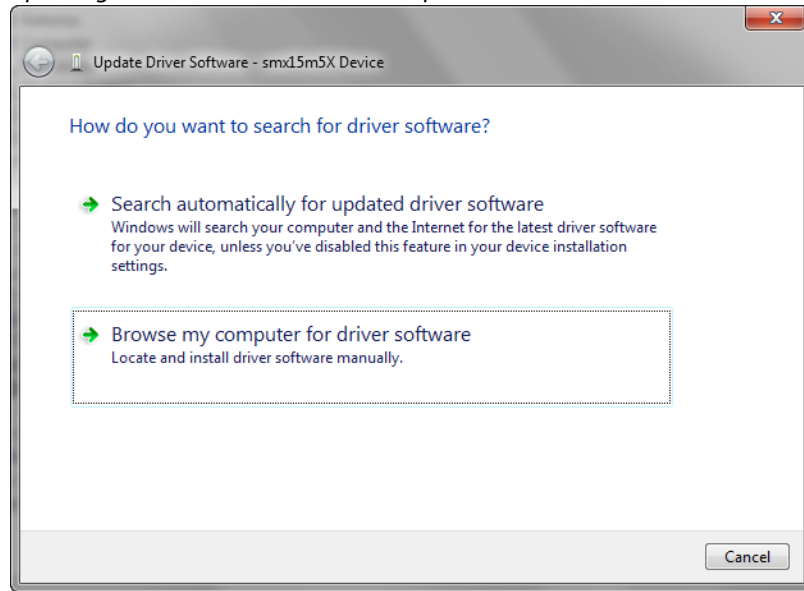 Update Driver Software - smx15m5X Device
How do you want to search for driver software?
Search automatically for updated driver software
Windows will search your computer and the Internet for the latest driver software
for your device, unless you've disabled this feature in your device installation
settings.
Browse my computer for driver software
Locate and install driver software manually.
Cancel